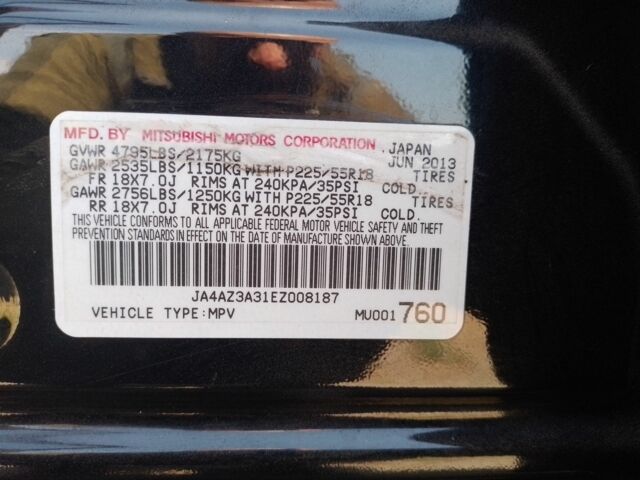 MFD. BY MITSUBISHI MOTORS CORPORATION JAPAN
GVWR 4795LBS/2175KG JUN 2013
GAWR 2535LBS/1150KG WITH P225/55R18 TIRES
FR 18X7.0J RIMS AT 240KPA/35PSI COLD.
GAWR 2756LBS/1250KG WITH P225/55R18 TIRES
RR 18X7.0J RIMS AT 240KPA/35PSI COLD.
THIS VEHICLE CONFORMS TO ALL APPLICABLE FEDERAL MOTOR VEHICLE SAFETY AND THEFT
PREVENTION STANDARDS IN EFFECT ON THE DATE OF MANUFACTURE SHOWN ABOVE.
JA4AZ3A31EZ008187
VEHICLE TYPE:MPV MU001760